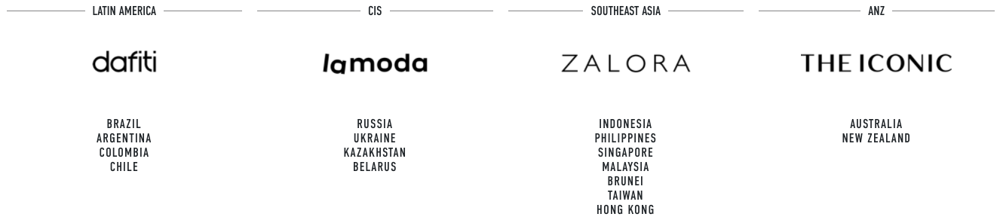 LATIN AMERICA
dafiti
BRAZIL
ARGENTINA
COLOMBIA
CHILE
CIS
lamoda
RUSSIA
UKRAINE
KAZAKHSTAN
BELARUS
SOUTHEAST ASIA
ZALORA
INDONESIA
PHILIPPINES
SINGAPORE
MALAYSIA
BRUNEI
TAIWAN
HONG KONG
ANZ
THE ICONIC
AUSTRALIA
NEW ZEALAND